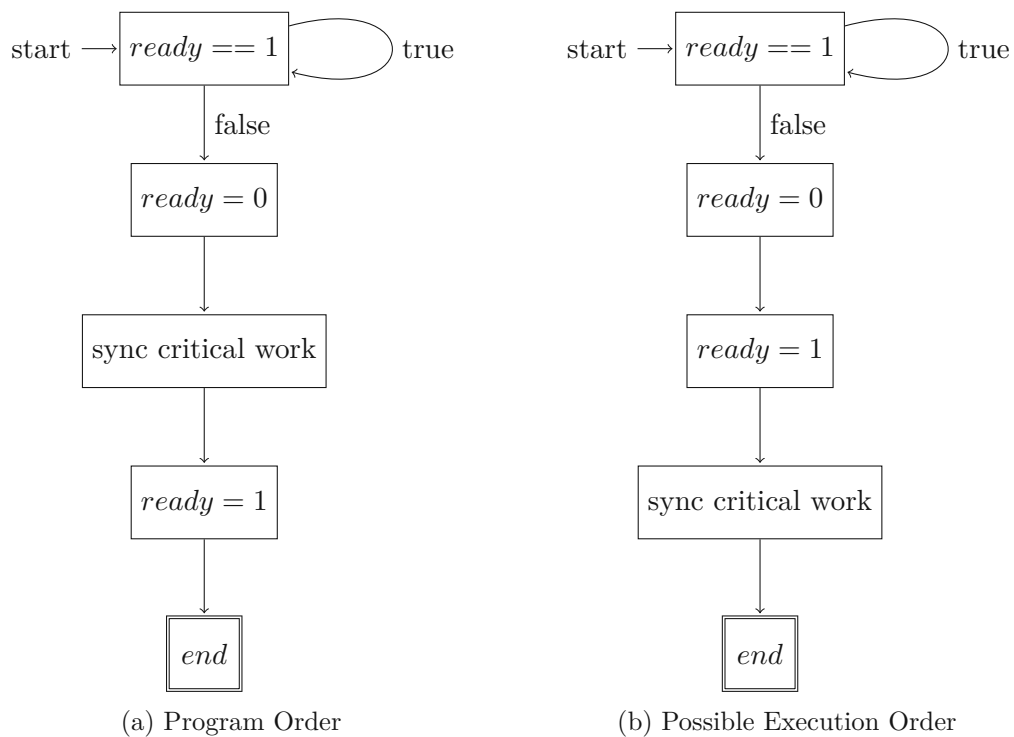 start
ready == 1
true
false
ready = 0
sync critical work
ready = 1
end
(a) Program Order
start
ready == 1
true
false
ready = 0
ready = 1
sync critical work
end
(b) Possible Execution Order